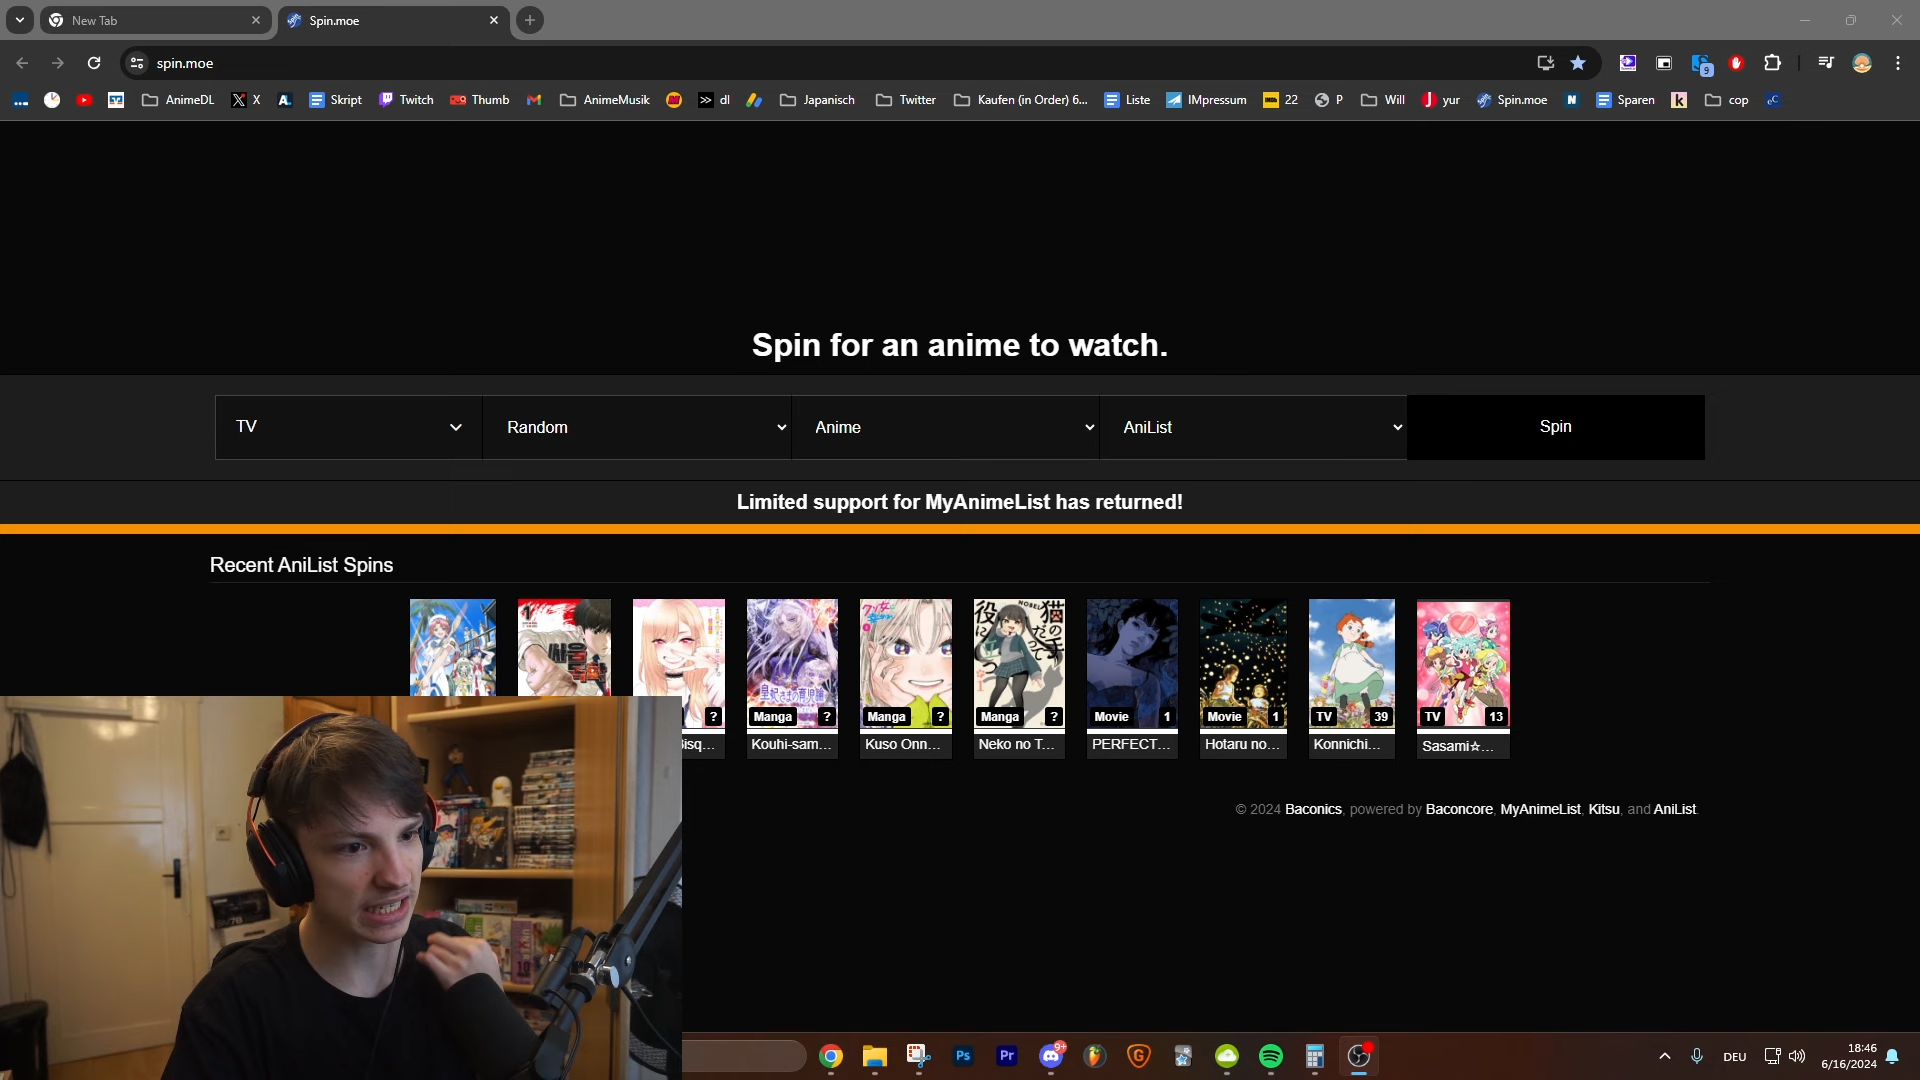 New Tab
Spin.moe
spin.moe
9
AnimeDL
X
Skript
Twitch
Thumb
AnimeMusik
dl
Japanisch
Twitter
Kaufen (in Order) 6...
Liste
IMpressum
22
P
Will
yur
Spin.moe
Sparen
cop
Spin for an anime to watch.
TV
Random
Anime
AniList
Spin
Limited support for MyAnimeList has returned!
Recent AniList Spins
?
Manga ?
Manga ?
Manga ?
Movie 1
Movie 1
TV 39
TV 13
Kouhi-sam...
Kuso Onn...
Neko no T...
PERFECT...
Hotaru no...
Konnichi...
Sasami☆...
© 2024 Baconics, powered by Baconcore, MyAnimeList, Kitsu, and AniList.
Ps
Pr
9+
DEU
18:46
6/16/2024